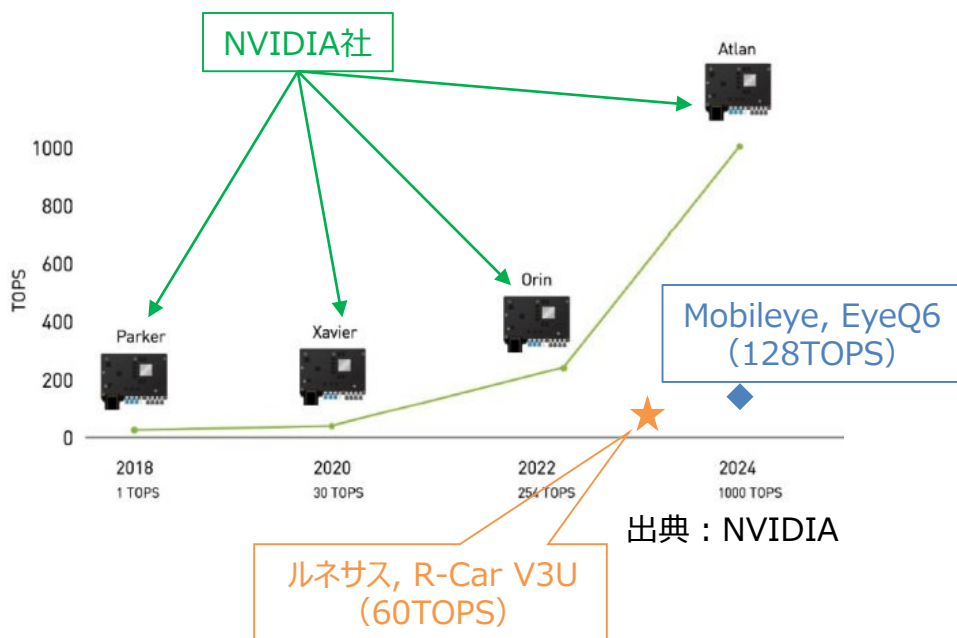 NVIDIA社
Atlan
1000
800
600
400
200
0
TOPS
Parker
Xavier
Orin
Mobileye, EyeQ6
（128TOPS）
2018
1 TOPS
2020
30 TOPS
2022
254 TOPS
2024
1000 TOPS
出典：NVIDIA
ルネサス, R-Car V3U
（60TOPS）